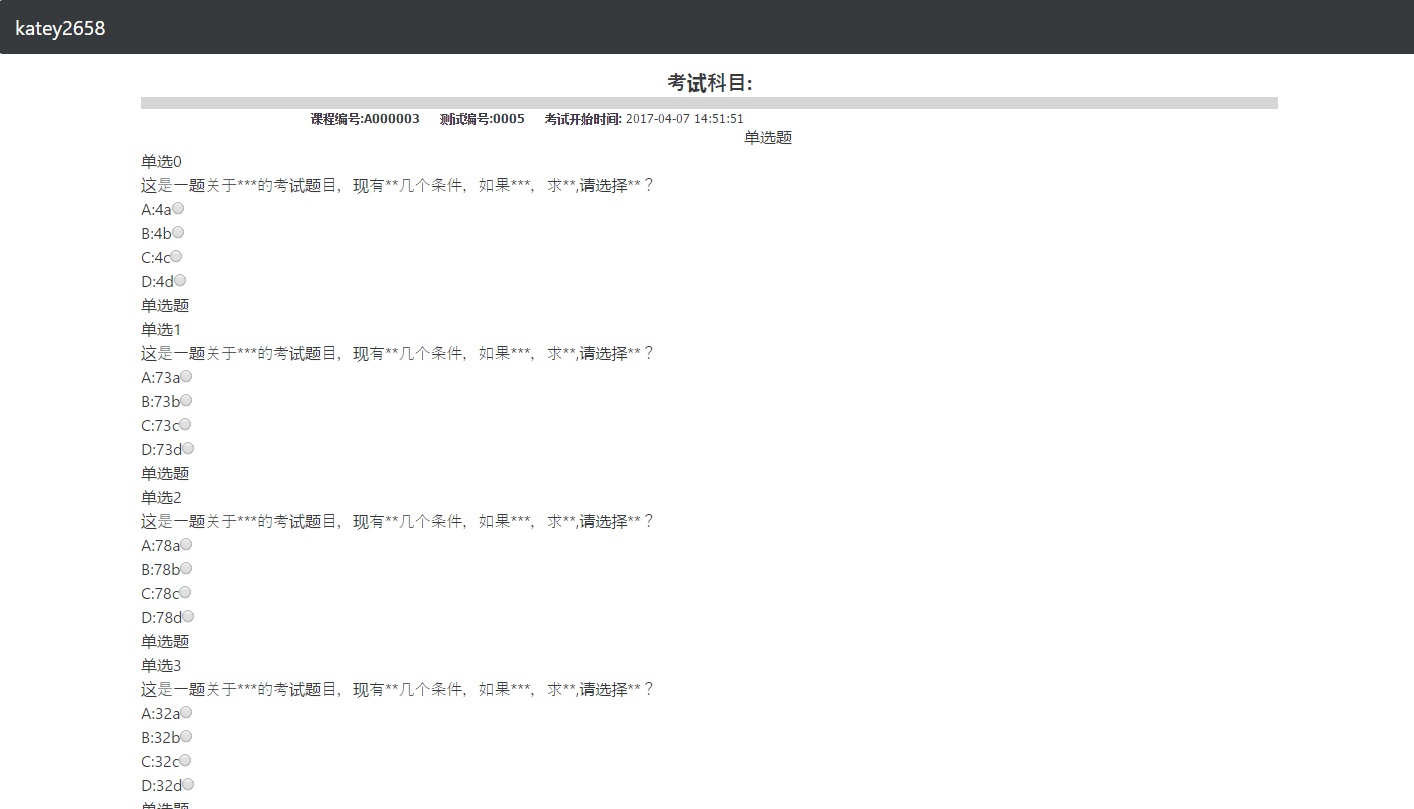 katey2658
考试科目:
课程编号:A000003 测试编号:0005 考试开始时间: 2017-04-07 14:51:51
单选题
单选0
这是一题关于***的考试题目，现有**几个条件，如果***，求**,请选择**？
A:4a
B:4b
C:4c
D:4d
单选题
单选1
这是一题关于***的考试题目，现有**几个条件，如果***，求**,请选择**？
A:73a
B:73b
C:73c
D:73d
单选题
单选2
这是一题关于***的考试题目，现有**几个条件，如果***，求**,请选择**？
A:78a
B:78b
C:78c
D:78d
单选题
单选3
这是一题关于***的考试题目，现有**几个条件，如果***，求**,请选择**？
A:32a
B:32b
C:32c
D:32d
单选题